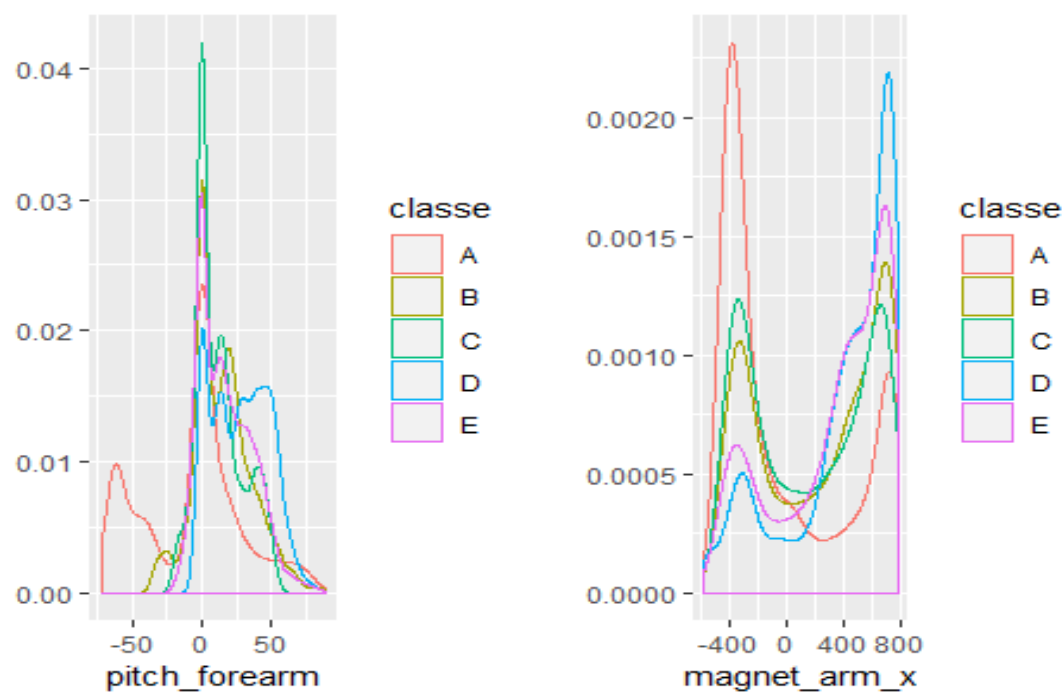 0.04
0.03
0.02
0.01
0.00
-50 0 50
pitch_forearm
classe
A
B
C
D
E
0.0020
0.0015
0.0010
0.0005
0.0000
-400 0 400 800
magnet_arm_x
classe
A
B
C
D
E